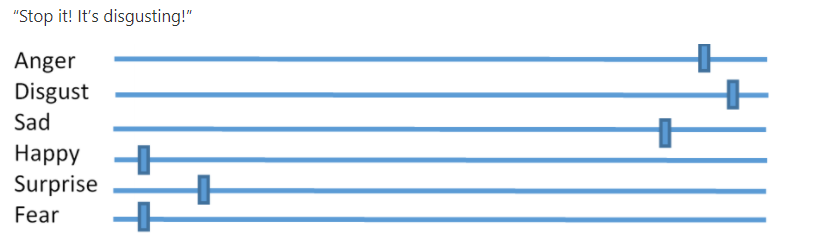 “Stop it! It’s disgusting!”
Anger
Disgust
Sad
Happy
Surprise
Fear